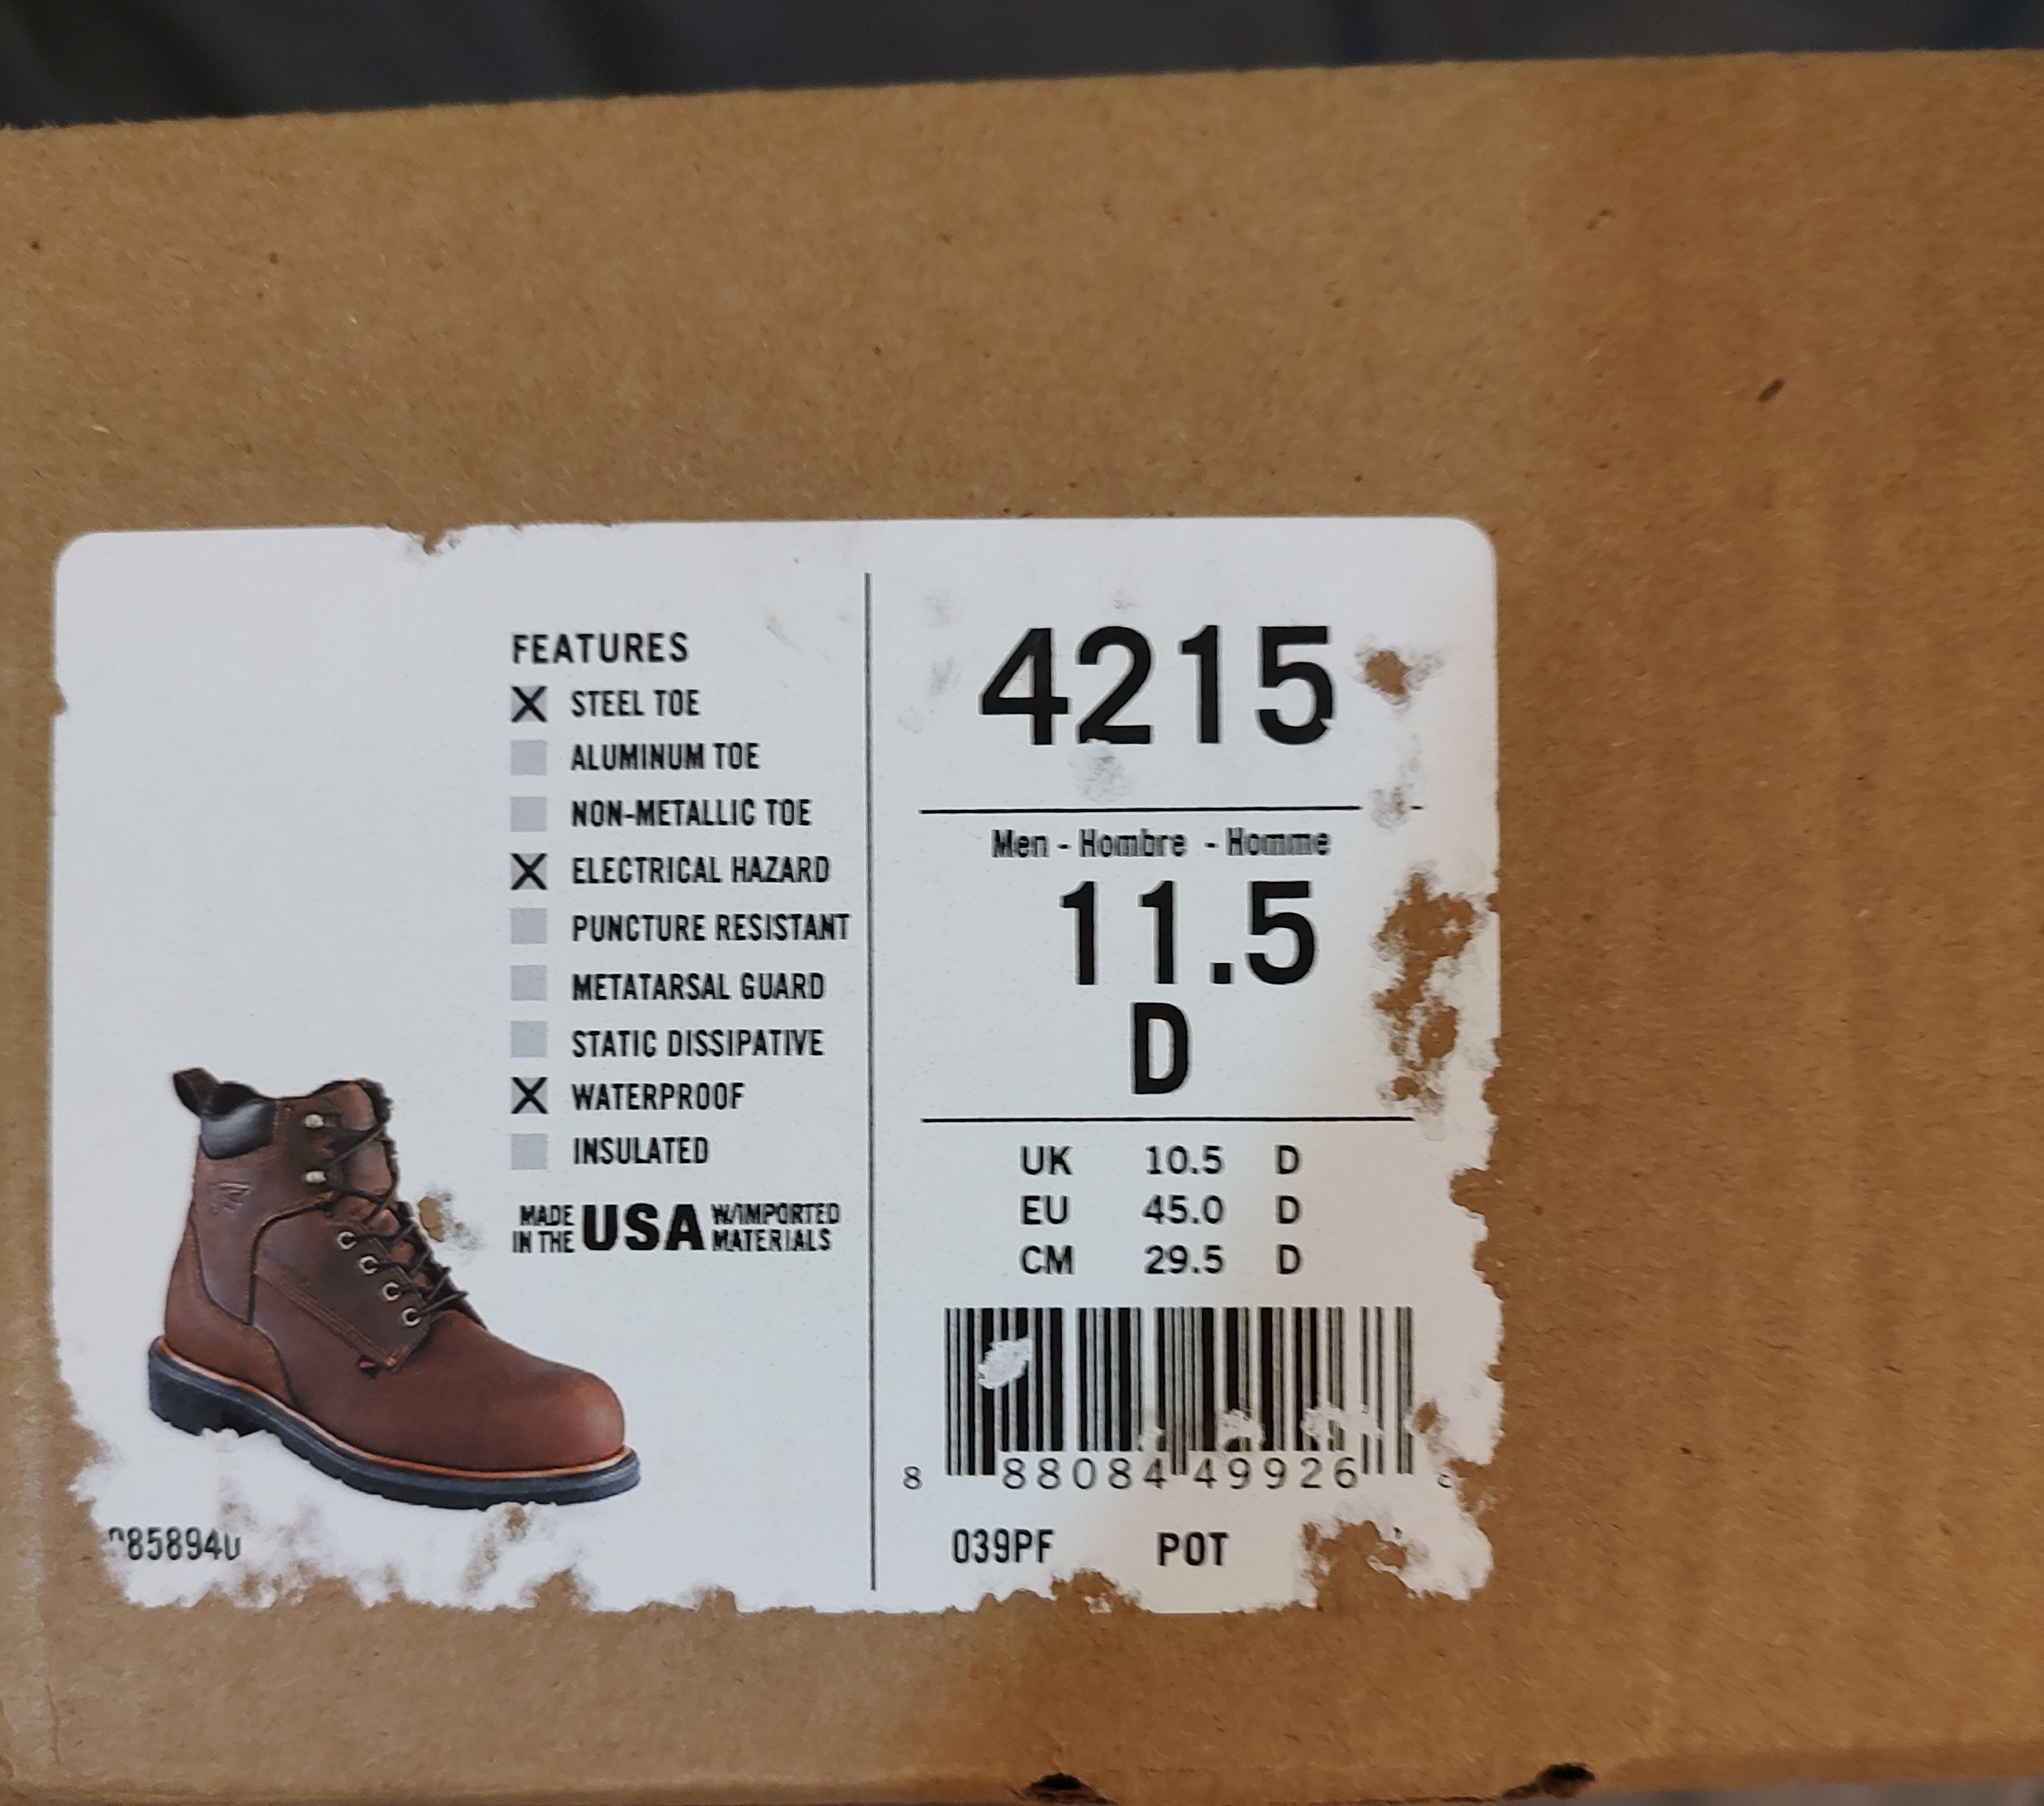 FEATURES
X STEEL TOE
ALUMINUM TOE
NON-METALLIC TOE
X ELECTRICAL HAZARD
PUNCTURE RESISTANT
METATARSAL GUARD
STATIC DISSIPATIVE
X WATERPROOF
INSULATED
MADE IN THE USA W/IMPORTED MATERIALS
4215
Men - Hombre - Homme
11.5
D
UK 10.5 D
EU 45.0 D
CM 29.5 D
8 88084 49926
039PF POT